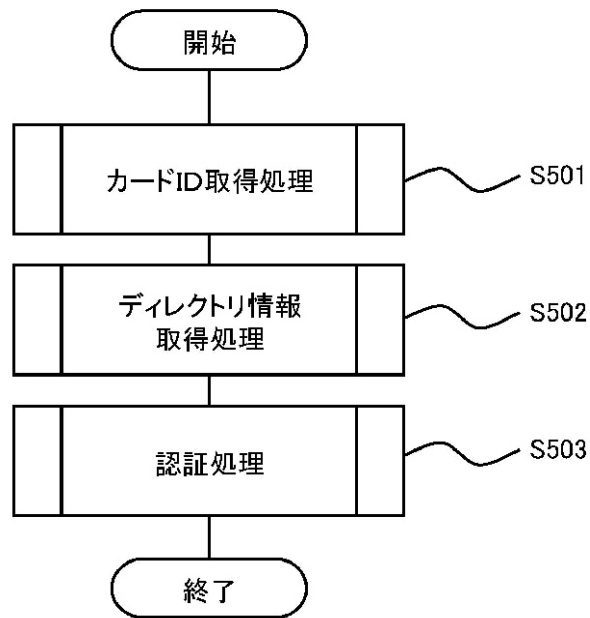 開始
カードID取得処理
S501
ディレクトリ情報
取得処理
S502
認証処理
S503
終了